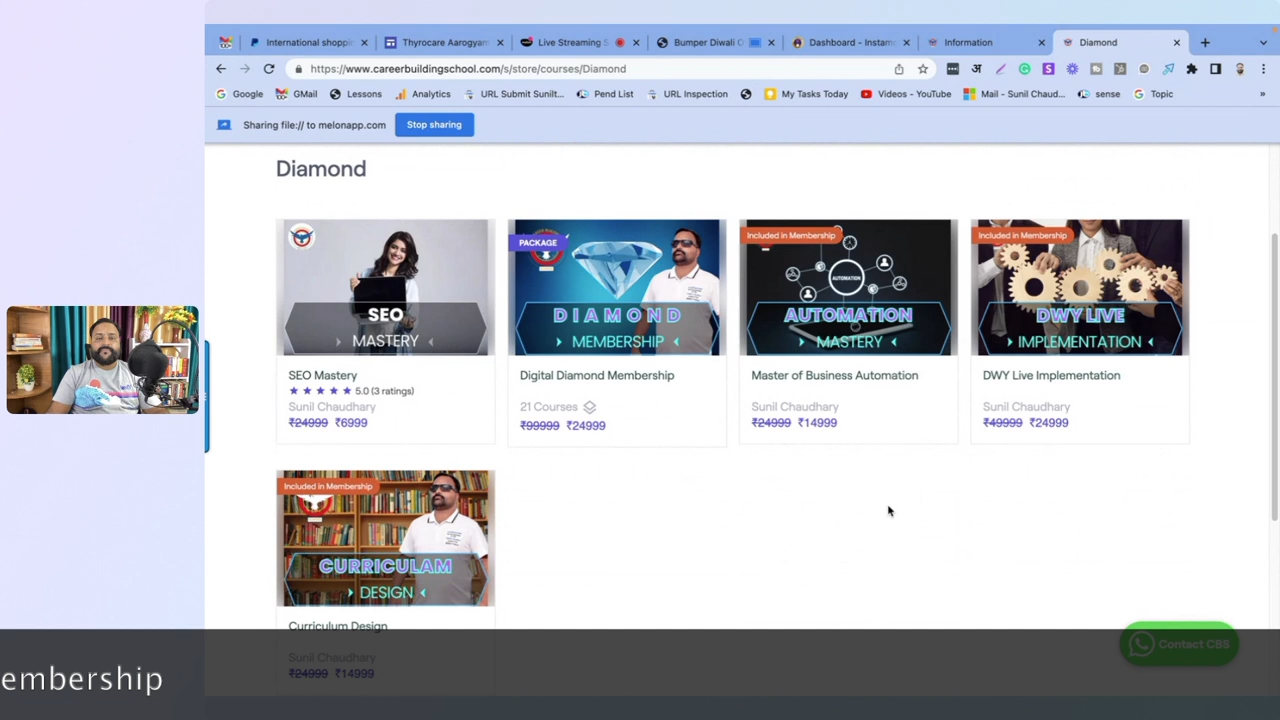 International shoppi
Thyrocare Aarogyam
Live Streaming S
Bumper Diwali O
Dashboard - Instam
Information
Diamond
https://www.careerbuildingschool.com/s/store/courses/Diamond
Google
GMail
Lessons
Analytics
URL Submit Sunilt...
Pend List
URL Inspection
My Tasks Today
Videos - YouTube
Mail - Sunil Chaud...
sense
Topic
Sharing file:// to melonapp.com
Stop sharing
Diamond
SEO
MASTERY
SEO Mastery
5.0 (3 ratings)
Sunil Chaudhary
₹24999 ₹6999
PACKAGE
DIAMOND
MEMBERSHIP
Digital Diamond Membership
21 Courses
₹99999 ₹24999
Included in Membership
AUTOMATION
AUTOMATION
MASTERY
Master of Business Automation
Sunil Chaudhary
₹24999 ₹14999
Included in Membership
DWY LIVE
IMPLEMENTATION
DWY Live Implementation
Sunil Chaudhary
₹49999 ₹24999
Included in Membership
CURRICULAM
DESIGN
Curriculum Design
Sunil Chaudhary
₹24999 ₹14999
Contact CBS
embership